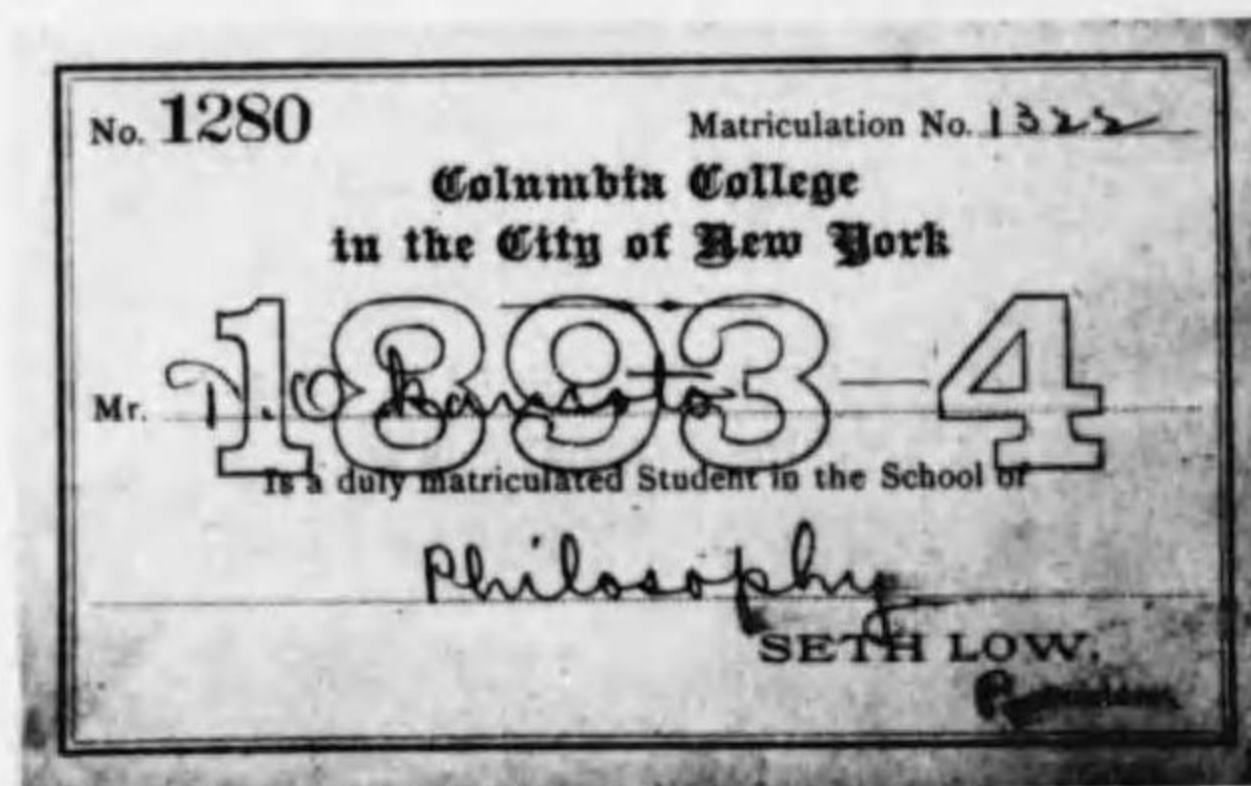 No. 1280
Matriculation No. 1322
Columbia College
in the City of New York
1893-4
Mr. T. Okamoto
Is a duly matriculated Student in the School of
Philosophy
SETH LOW,